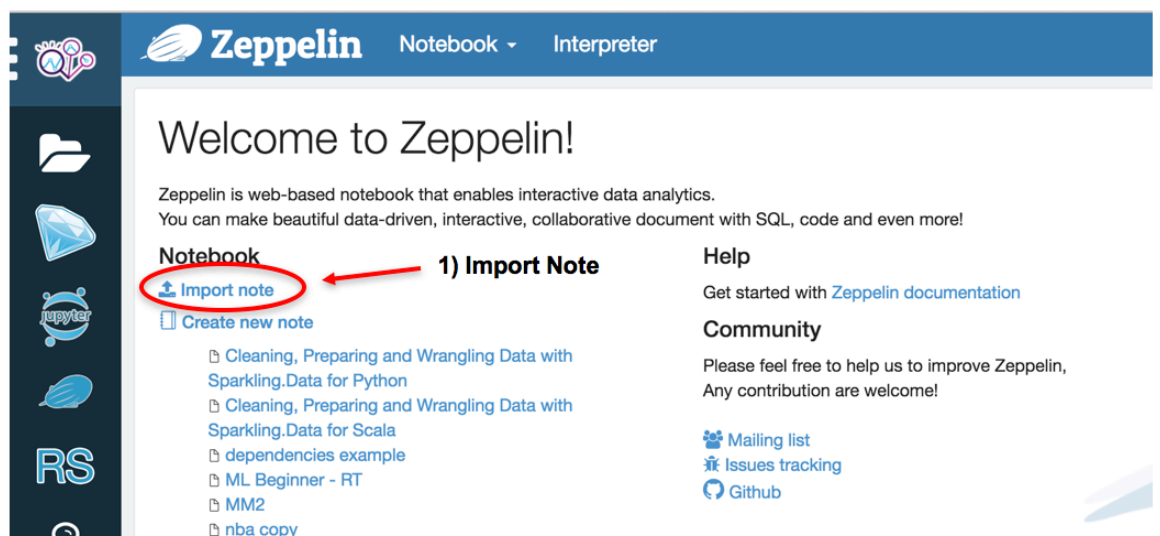 Zeppelin Notebook Interpreter
Welcome to Zeppelin!
Zeppelin is web-based notebook that enables interactive data analytics.
You can make beautiful data-driven, interactive, collaborative document with SQL, code and even more!
Notebook
1) Import Note
Import note
Create new note
Cleaning, Preparing and Wrangling Data with
Sparkling.Data for Python
Cleaning, Preparing and Wrangling Data with
Sparkling.Data for Scala
dependencies example
ML Beginner - RT
MM2
nba copy
Help
Get started with Zeppelin documentation
Community
Please feel free to help us to improve Zeppelin,
Any contribution are welcome!
Mailing list
Issues tracking
Github
jupyter
RS